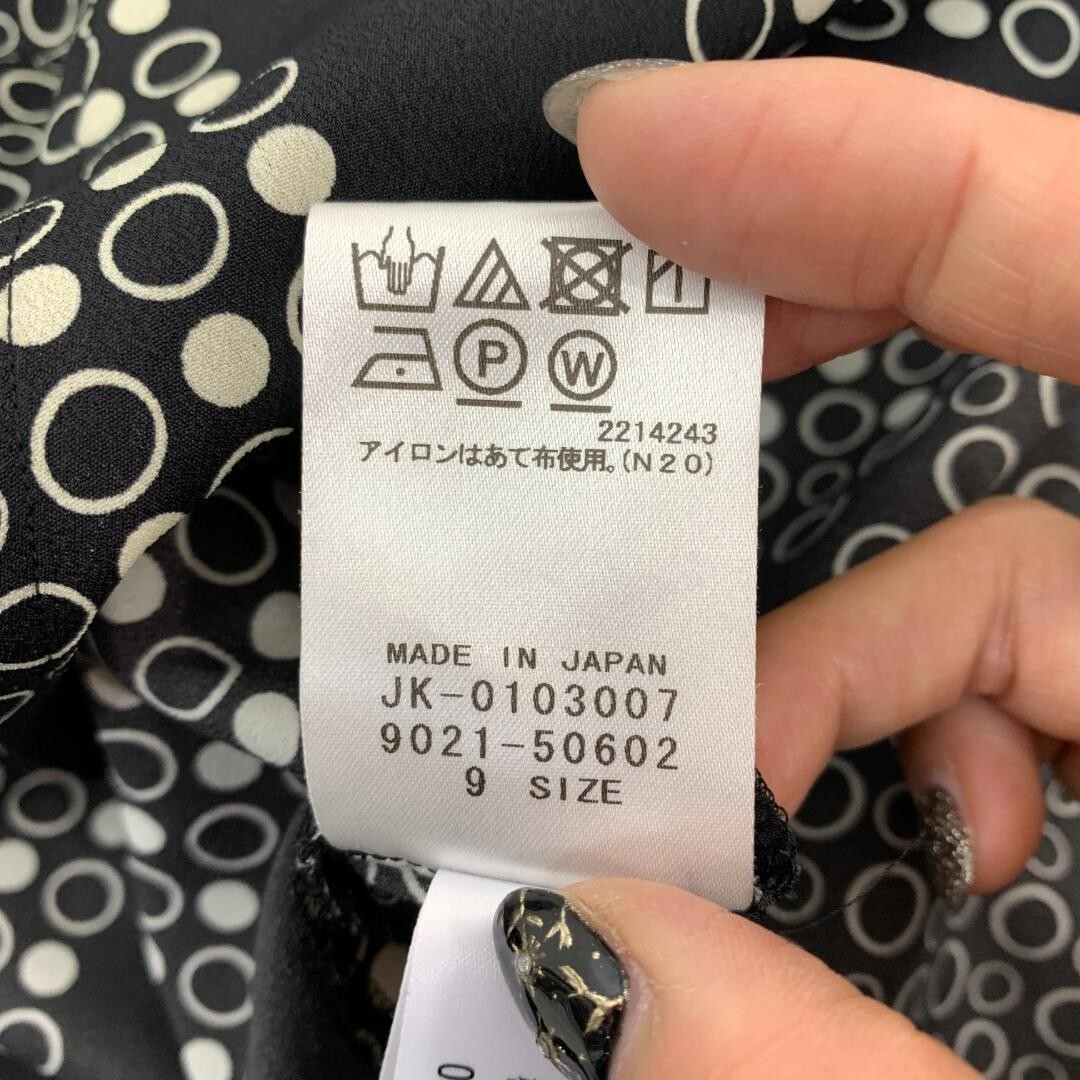 P W
2214243
アイロンはあて布使用。(N20)
MADE IN JAPAN
JK-0103007
9021-50602
9 SIZE
0